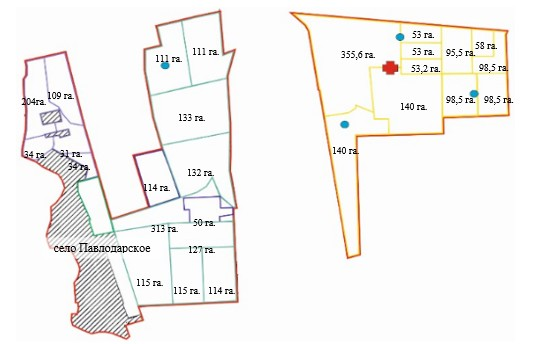 111 га.
111 га.
109 га.
204га.
34 га.
31 га.
34 га.
133 га.
132 га.
114 га.
50 га.
313 га.
село Павлодарское
127 га.
115 га.
115 га.
114 га.
355,6 га.
53 га.
53 га.
53,2 га.
95,5 га.
58 га.
98,5 га.
98,5 га.
98,5 га.
140 га.
140 га.